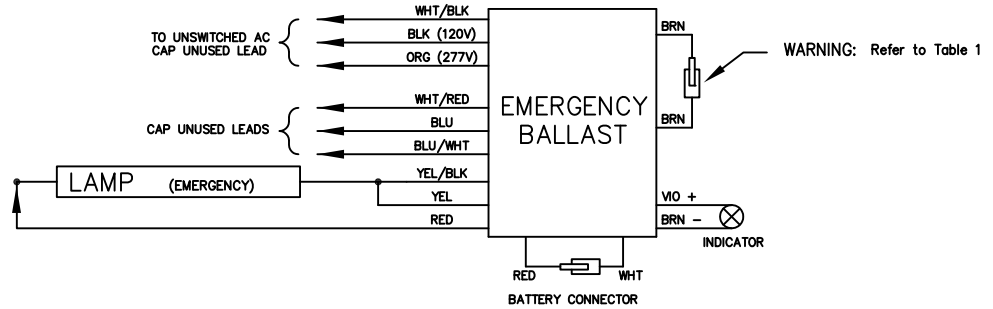 WHT/BLK
TO UNSWITCHED AC
CAP UNUSED LEAD
BLK (120V)
ORG (277V)
BRN
WARNING: Refer to Table 1
WHT/RED
CAP UNUSED LEADS
BLU
BLU/WHT
EMERGENCY
BALLAST
BRN
LAMP (EMERGENCY)
YEL/BLK
YEL
RED
VIO +
BRN -
INDICATOR
RED
WHT
BATTERY CONNECTOR